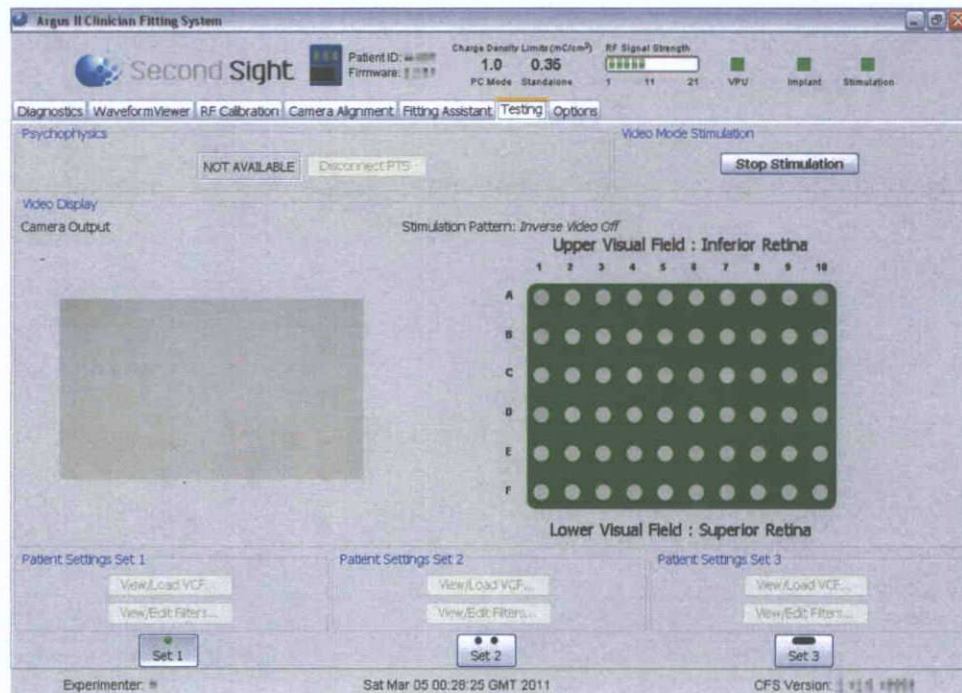 Argus II Clinician Fitting System
Second Sight
Patient ID:
Firmware:
Charge Density Limits (mC/cm²)
1.0 0.35
PC Mode Standalone
RF Signal Strength
1 11 21
VPU Implant Stimulation
Diagnostics WaveformViewer RF Calibration Camera Alignment Fitting Assistant Testing Options
Psychophysics
NOT AVAILABLE Disconnect PTS
Video Mode Stimulation
Stop Stimulation
Video Display
Camera Output
Stimulation Pattern: Inverse Video Off
Upper Visual Field : Inferior Retina
1 2 3 4 5 6 7 8 9 10
A
B
C
D
E
F
Lower Visual Field : Superior Retina
Patient Settings Set 1 Patient Settings Set 2 Patient Settings Set 3
View/Load VCF... View/Load VCF... View/Load VCF...
View/Edit Filters... View/Edit Filters... View/Edit Filters...
Set 1 Set 2 Set 3
Experimenter: Sat Mar 05 00:28:25 GMT 2011 CFS Version: